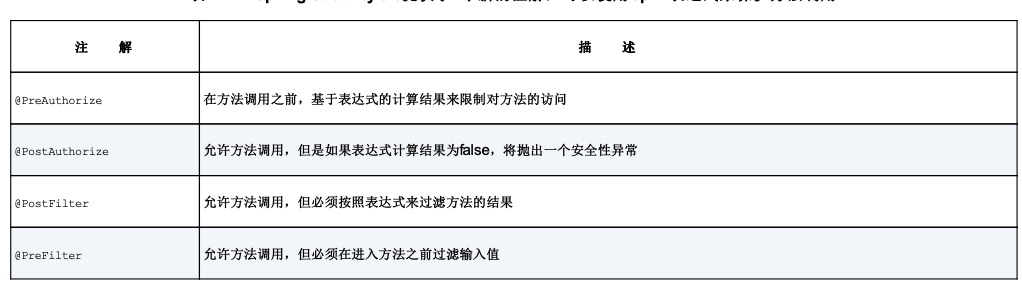 注 解 描 述
@PreAuthorize 在方法调用之前，基于表达式的计算结果来限制对方法的访问
@PostAuthorize 允许方法调用，但是如果表达式计算结果为false，将抛出一个安全性异常
@PostFilter 允许方法调用，但必须按照表达式来过滤方法的结果
@PreFilter 允许方法调用，但必须在进入方法之前过滤输入值